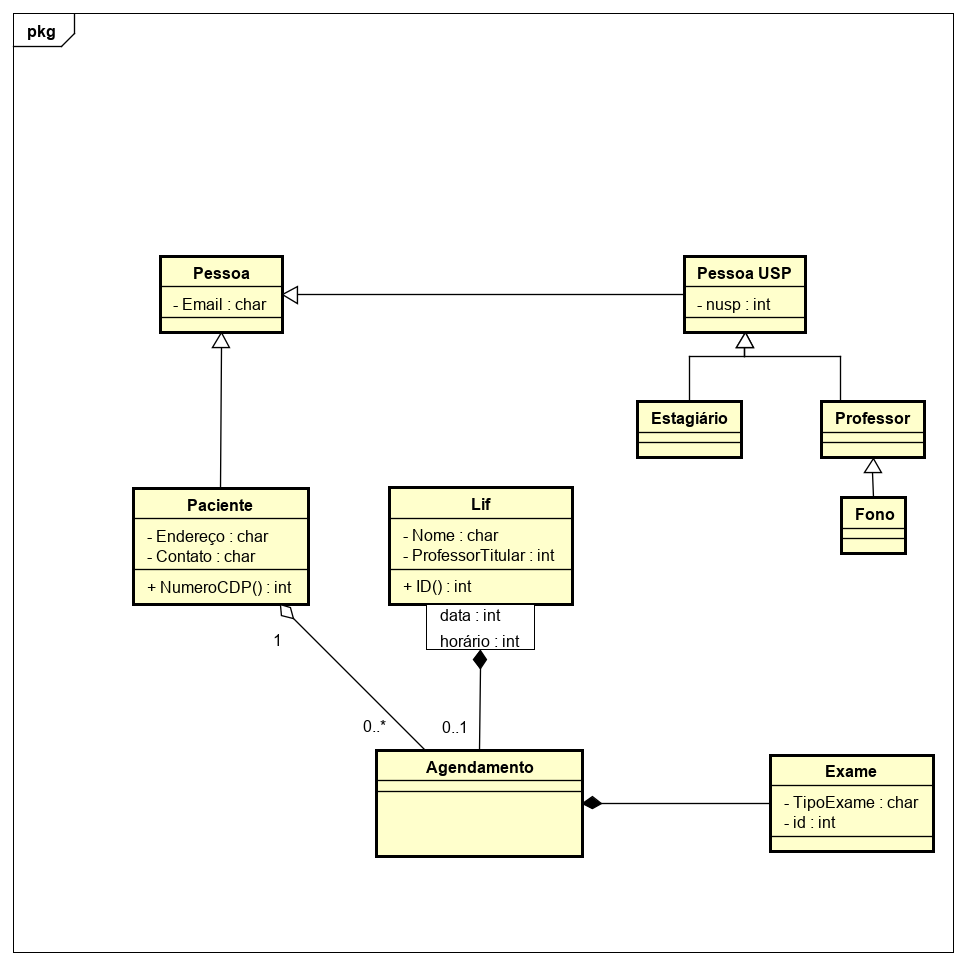 pkg
Pessoa
- Email : char
Pessoa USP
- nusp : int
Estagiário
Professor
Fono
Paciente
- Endereço : char
- Contato : char
+ NumeroCDP() : int
Lif
- Nome : char
- ProfessorTitular : int
+ ID() : int
data : int
horário : int
1
0..*
0..1
Agendamento
Exame
- TipoExame : char
- id : int